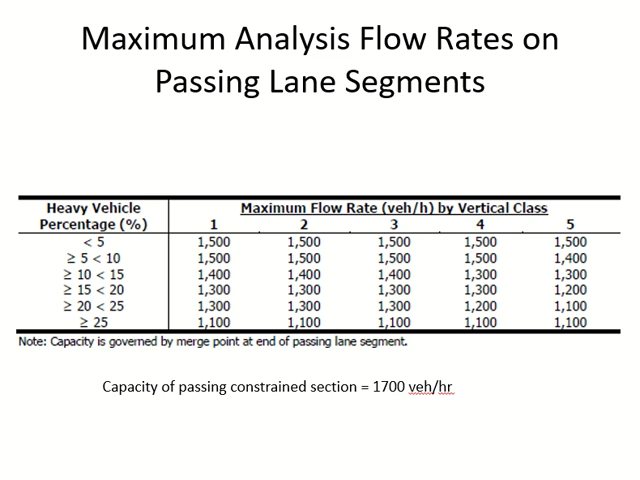 Maximum Analysis Flow Rates on
Passing Lane Segments
Heavy Vehicle Maximum Flow Rate (veh/h) by Vertical Class
Percentage (%) 1 2 3 4 5
< 5 1,500 1,500 1,500 1,500 1,500
≥ 5 < 10 1,500 1,500 1,500 1,500 1,400
≥ 10 < 15 1,400 1,400 1,400 1,300 1,300
≥ 15 < 20 1,300 1,300 1,300 1,300 1,200
≥ 20 < 25 1,300 1,300 1,300 1,200 1,100
≥ 25 1,100 1,100 1,100 1,100 1,100
Note: Capacity is governed by merge point at end of passing lane segment.
Capacity of passing constrained section = 1700 veh/hr